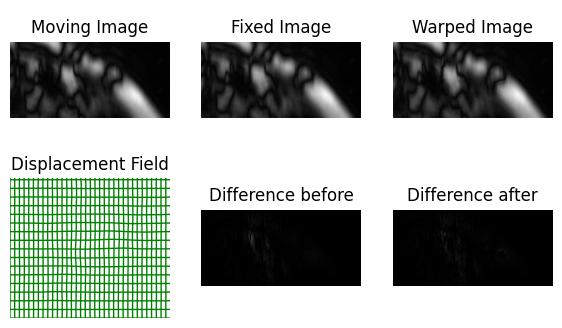 Moving Image
Fixed Image
Warped Image
Displacement Field
Difference before
Difference after